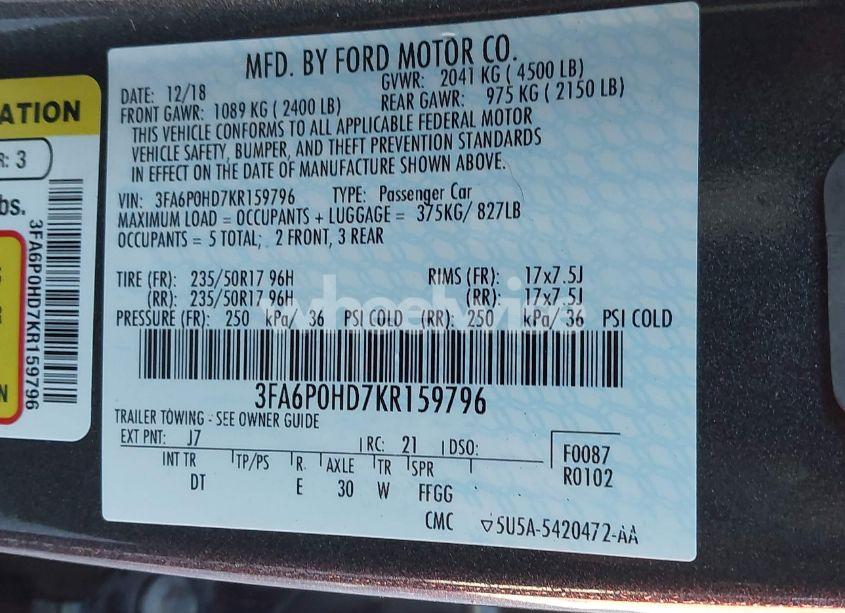 ATION
R: 3
bs.
3FA6P0HD7KR159796
N
MFD. BY FORD MOTOR CO.
DATE: 12/18 GVWR: 2041 KG ( 4500 LB)
FRONT GAWR: 1089 KG ( 2400 LB) REAR GAWR: 975 KG ( 2150 LB)
THIS VEHICLE CONFORMS TO ALL APPLICABLE FEDERAL MOTOR
VEHICLE SAFETY, BUMPER, AND THEFT PREVENTION STANDARDS
IN EFFECT ON THE DATE OF MANUFACTURE SHOWN ABOVE.
VIN: 3FA6P0HD7KR159796 TYPE: Passenger Car
MAXIMUM LOAD = OCCUPANTS + LUGGAGE = 375KG/ 827LB
OCCUPANTS = 5 TOTAL; 2 FRONT, 3 REAR
TIRE (FR): 235/50R17 96H RIMS (FR): 17x7.5J
(RR): 235/50R17 96H (RR): 17x7.5J
PRESSURE (FR): 250 kPa/ 36 PSI COLD (RR): 250 kPa/ 36 PSI COLD
3FA6P0HD7KR159796
TRAILER TOWING - SEE OWNER GUIDE
EXT PNT: J7 RC: 21 DSO: F0087
INT TR TP/PS R. AXLE TR SPR R0102
DT E 30 W FFGG
CMC ▽5U5A-5420472-AA